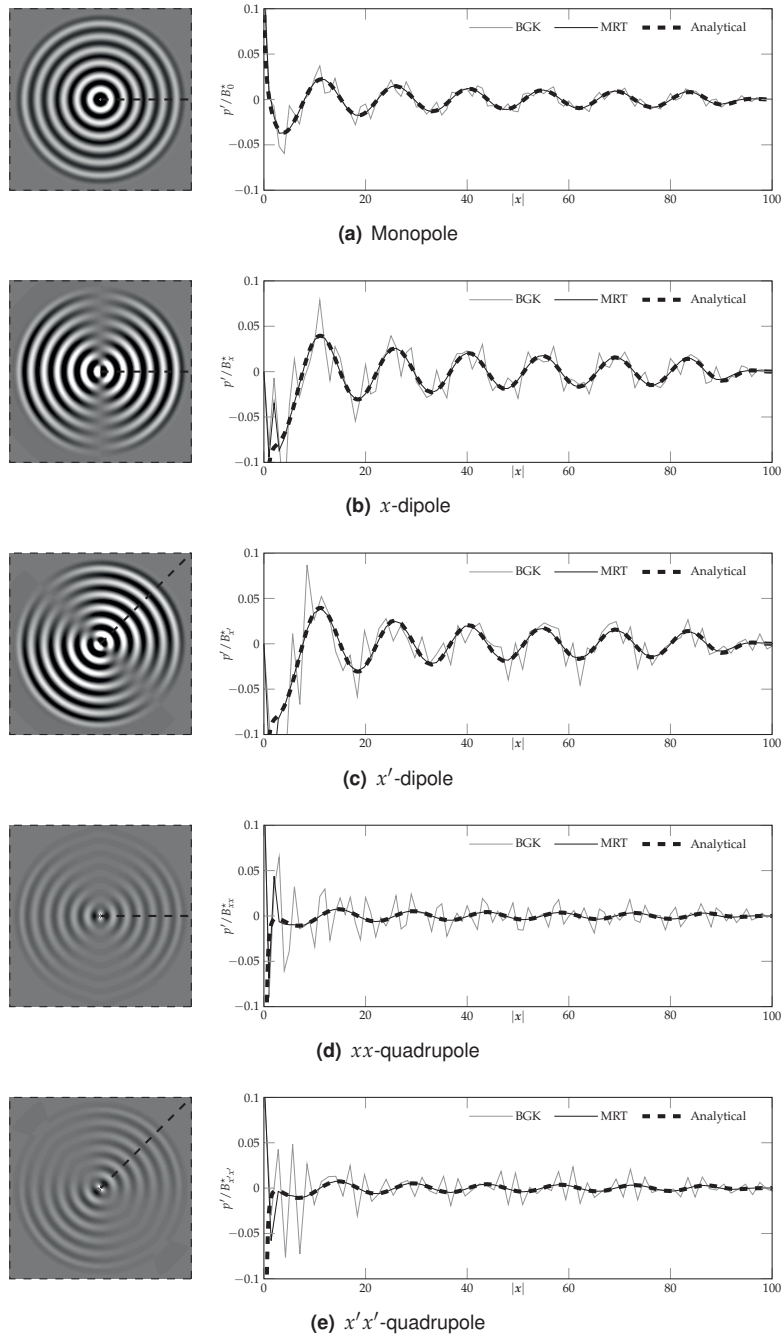 0.1
0.05
0
−0.05
−0.1
p′/B₀*
BGK MRT Analytical
0 20 40 |x| 60 80 100
(a) Monopole
0.1
0.05
0
−0.05
−0.1
p′/Bₓ*
BGK MRT Analytical
0 20 40 |x| 60 80 100
(b) x-dipole
0.1
0.05
0
−0.05
−0.1
p′/Bₓ′*
BGK MRT Analytical
0 20 40 |x| 60 80 100
(c) x′-dipole
0.1
0.05
0
−0.05
−0.1
p′/Bₓₓ*
BGK MRT Analytical
0 20 40 |x| 60 80 100
(d) xx-quadrupole
0.1
0.05
0
−0.05
−0.1
p′/Bₓ′ₓ′*
BGK MRT Analytical
0 20 40 |x| 60 80 100
(e) x′x′-quadrupole